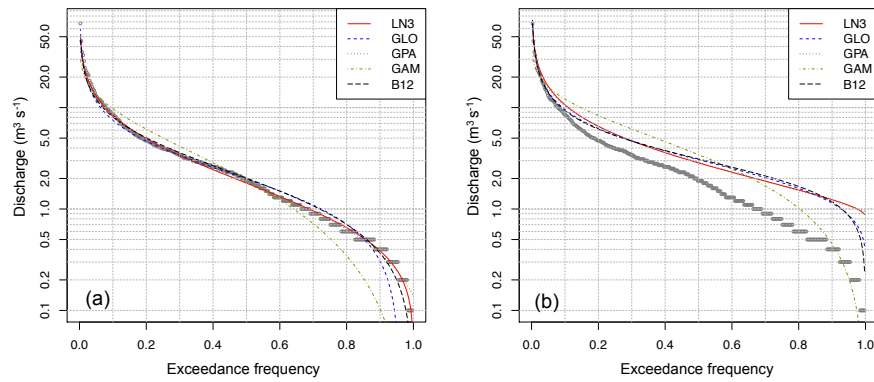 50.0
20.0
5.0
2.0
1.0
0.5
0.2
0.1
Discharge (m³ s⁻¹)
LN3
GLO
GPA
GAM
B12
(a)
0.0 0.2 0.4 0.6 0.8 1.0
Exceedance frequency
50.0
20.0
5.0
2.0
1.0
0.5
0.2
0.1
Discharge (m³ s⁻¹)
LN3
GLO
GPA
GAM
B12
(b)
0.0 0.2 0.4 0.6 0.8 1.0
Exceedance frequency